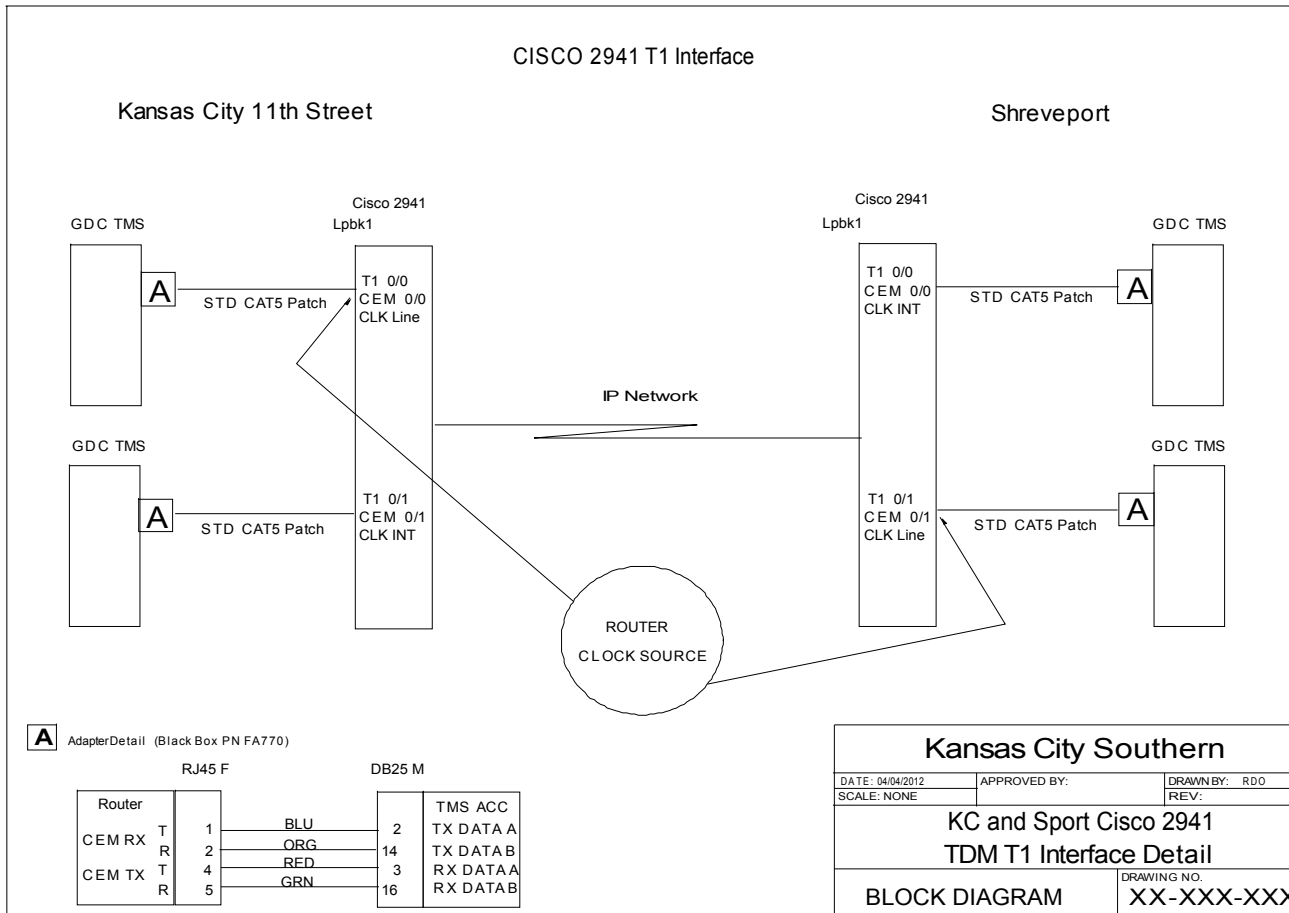 CISCO 2941 T1 Interface
Kansas City 11th Street
Shreveport
GDC TMS
A
STD CAT5 Patch
Cisco 2941
Lpbk1
T1 0/0
CEM 0/0
CLK Line
GDC TMS
A
STD CAT5 Patch
T1 0/1
CEM 0/1
CLK INT
IP Network
ROUTER
CLOCK SOURCE
Cisco 2941
Lpbk1
T1 0/0
CEM 0/0
CLK INT
STD CAT5 Patch
A
GDC TMS
T1 0/1
CEM 0/1
CLK Line
STD CAT5 Patch
A
GDC TMS
A AdapterDetail (Black Box PN FA770)
RJ45 F DB25 M
Router TMS ACC
CEM RX T 1 BLU 2 TX DATA A
R 2 ORG 14 TX DATA B
CEM TX T 4 RED 3 RX DATA A
R 5 GRN 16 RX DATA B
Kansas City Southern
DATE: 04/04/2012 APPROVED BY: DRAWN BY: RDO
SCALE: NONE REV:
KC and Sport Cisco 2941
TDM T1 Interface Detail
BLOCK DIAGRAM
DRAWING NO.
XX-XXX-XXX